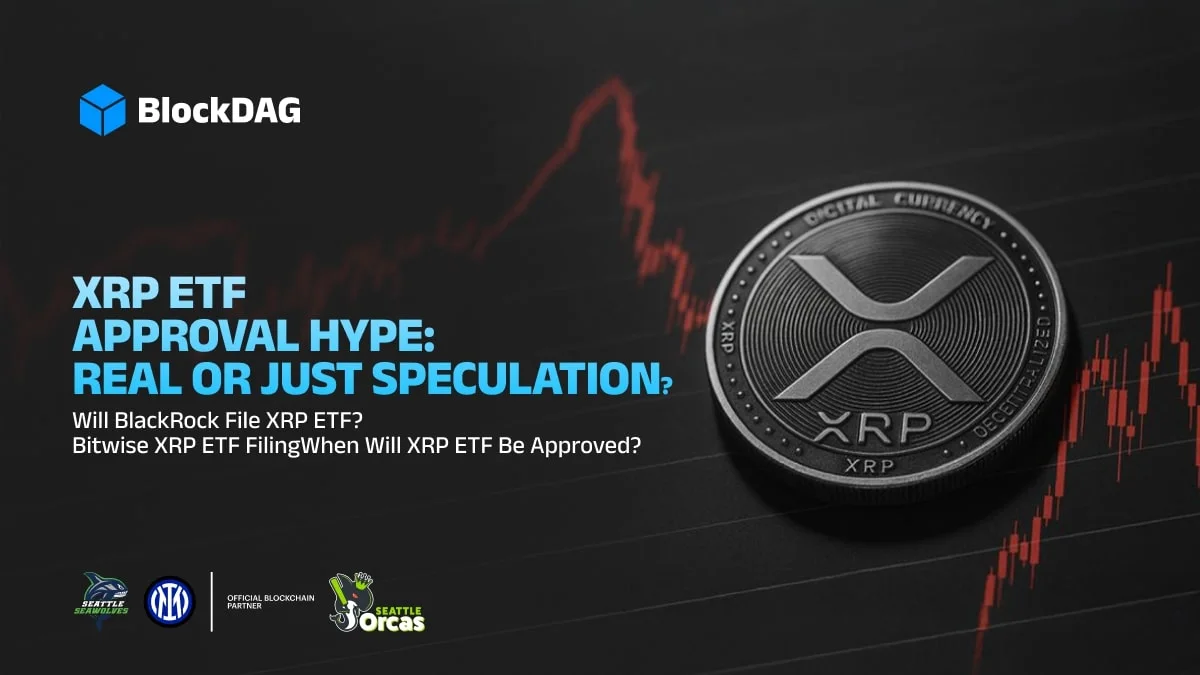 BlockDAG
XRP ETF
APPROVAL HYPE:
REAL OR JUST SPECULATION?
Will BlackRock File XRP ETF?
Bitwise XRP ETF FilingWhen Will XRP ETF Be Approved?
DIGITAL CURRENCY
XRP
DECENTRALIZED
XRP
XRP
SEATTLE
SEAWOLVES
OFFICIAL BLOCKCHAIN
PARTNER
SEATTLE
Orcas